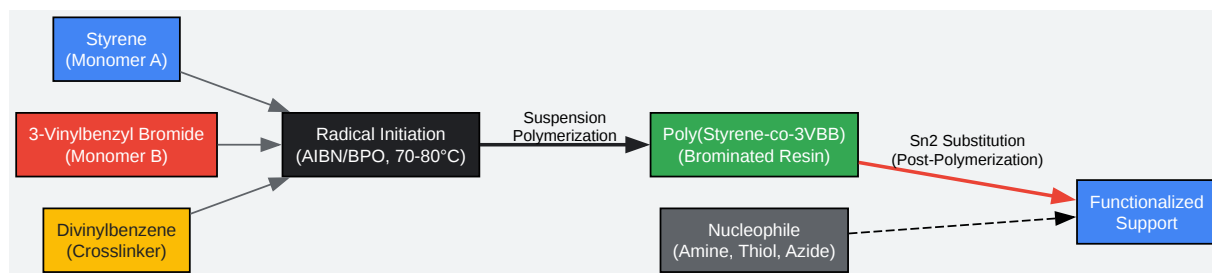 Styrene
(Monomer A)
3-Vinylbenzyl Bromide
(Monomer B)
Divinylbenzene
(Crosslinker)
Radical Initiation
(AIBN/BPO, 70-80°C)
Suspension
Polymerization
Poly(Styrene-co-3VBB)
(Brominated Resin)
Nucleophile
(Amine, Thiol, Azide)
Sn2 Substitution
(Post-Polymerization)
Functionalized
Support